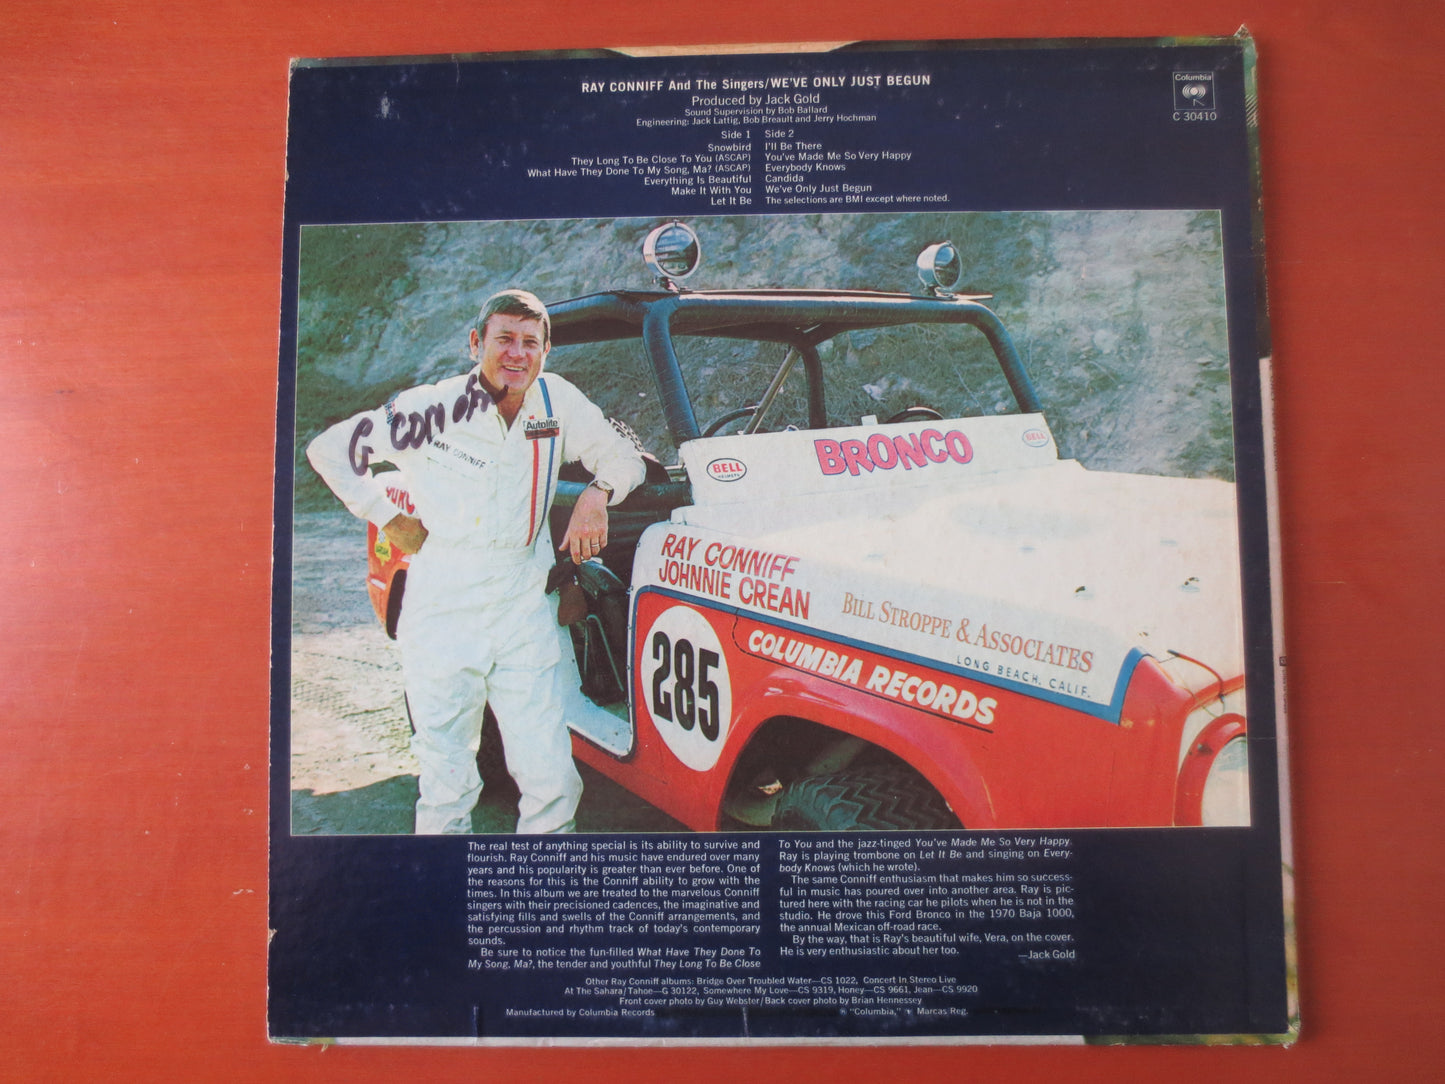 RAY CONNIFF And The Singers/WE'VE ONLY JUST BEGUN
Produced by Jack Gold
Sound Supervision by Bob Ballard
Engineering: Jack Lattig, Bob Breault and Jerry Hochman
Columbia
C 30410
Side 1
Snowbird
They Long To Be Close To You (ASCAP)
What Have They Done To My Song, Ma? (ASCAP)
Everything Is Beautiful
Make It With You
Let It Be
Side 2
I'll Be There
You've Made Me So Very Happy
Everybody Knows
Candida
We've Only Just Begun
The selections are BMI except where noted.
Autolite
RAY CONNIFF
BELL
HELMETS
BRONCO
BELL
RAY CONNIFF
JOHNNIE CREAN
BILL STROPPE & ASSOCIATES
LONG BEACH, CALIF.
COLUMBIA RECORDS
285
The real test of anything special is its ability to survive and
flourish. Ray Conniff and his music have endured over many
years and his popularity is greater than ever before. One of
the reasons for this is the Conniff ability to grow with the
times. In this album we are treated to the marvelous Conniff
singers with their precisioned cadences, the imaginative and
satisfying fills and swells of the Conniff arrangements, and
the percussion and rhythm track of today's contemporary
sounds.
Be sure to notice the fun-filled What Have They Done To
My Song, Ma?, the tender and youthful They Long To Be Close
To You and the jazz-tinged You've Made Me So Very Happy.
Ray is playing trombone on Let It Be and singing on Every-
body Knows (which he wrote).
The same Conniff enthusiasm that makes him so success-
ful in music has poured over into another area. Ray is pic-
tured here with the racing car he pilots when he is not in the
studio. He drove this Ford Bronco in the 1970 Baja 1000,
the annual Mexican off-road race.
By the way, that is Ray's beautiful wife, Vera, on the cover.
He is very enthusiastic about her too.
—Jack Gold
Other Ray Conniff albums: Bridge Over Troubled Water—CS 1022, Concert In Stereo Live
At The Sahara/Tahoe—G 30122, Somewhere My Love—CS 9319, Honey—CS 9661, Jean—CS 9920
Front cover photo by Guy Webster/Back cover photo by Brian Hennessey
Manufactured by Columbia Records
® "Columbia," Marcas Reg.